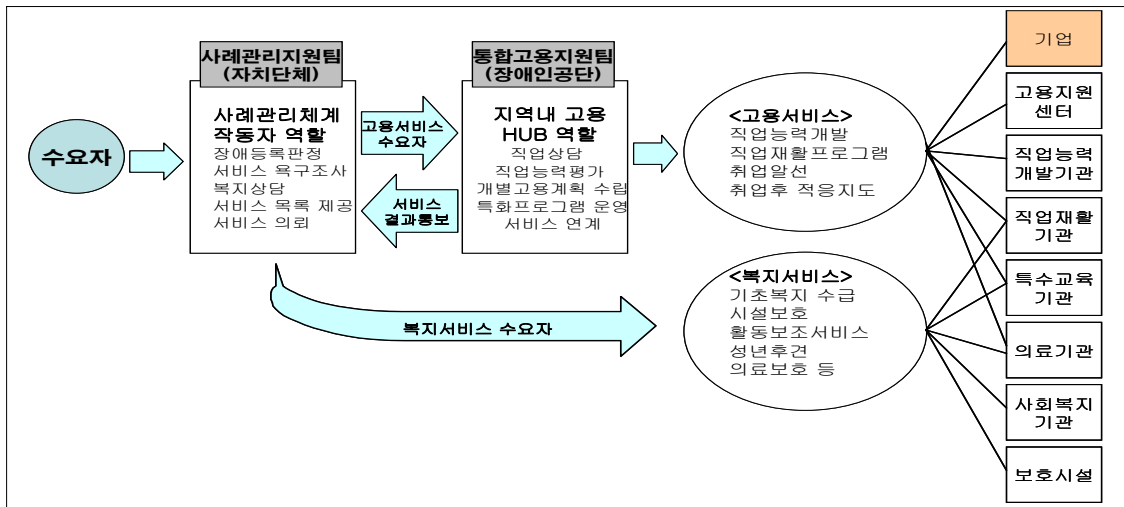 수요자
사례관리지원팀
(자치단체)
사례관리체계
작동자 역할
장애등록판정
서비스 욕구조사
복지상담
서비스 목록 제공
서비스 의뢰
고용서비스
수요자
서비스
결과통보
통합고용지원팀
(장애인공단)
지역내 고용
HUB 역할
직업상담
직업능력평가
개별고용계획 수립
특화프로그램 운영
서비스 연계
<고용서비스>
직업능력개발
직업재활프로그램
취업알선
취업후 적응지도
복지서비스 수요자
<복지서비스>
기초복지 수급
시설보호
활동보조서비스
성년후견
의료보호 등
기업
고용지원
센터
직업능력
개발기관
직업재활
기관
특수교육
기관
의료기관
사회복지
기관
보호시설